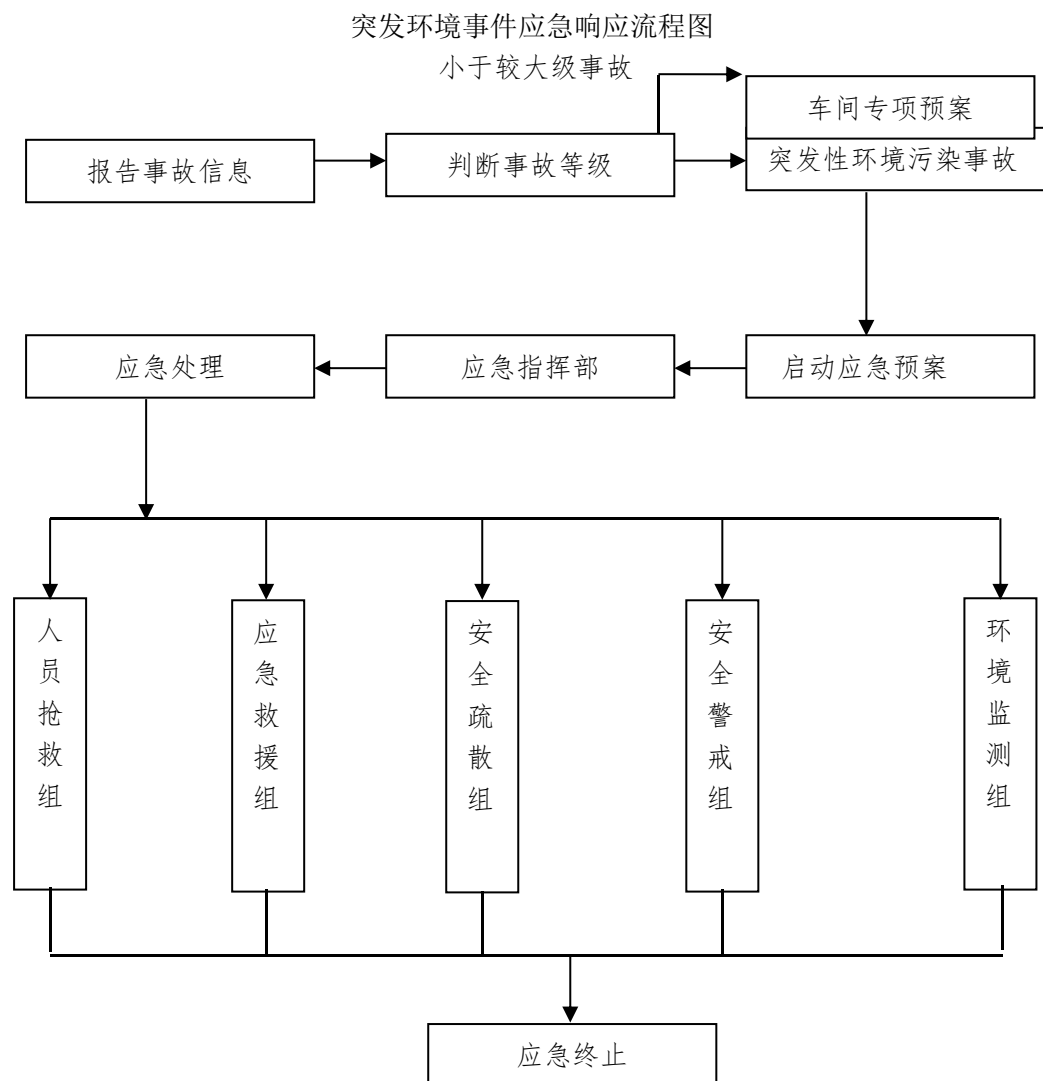 突发环境事件应急响应流程图
小于较大级事故
车间专项预案
报告事故信息
判断事故等级
突发性环境污染事故
应急处理
应急指挥部
启动应急预案
人员抢救组
应急救援组
安全疏散组
安全警戒组
环境监测组
应急终止